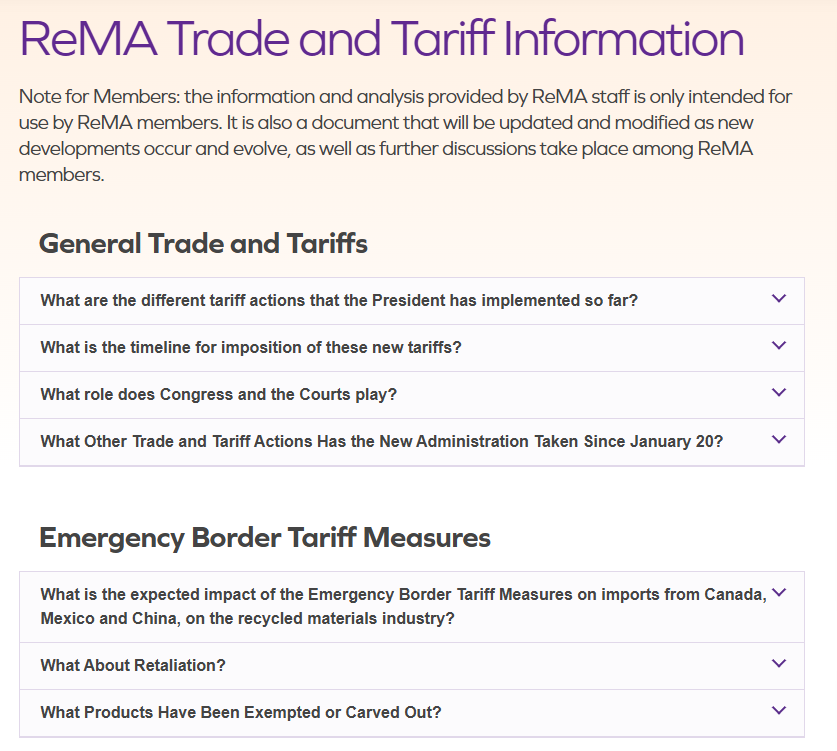 ReMA Trade and Tariff Information
Note for Members: the information and analysis provided by ReMA staff is only intended for
use by ReMA members. It is also a document that will be updated and modified as new
developments occur and evolve, as well as further discussions take place among ReMA
members.
General Trade and Tariffs
What are the different tariff actions that the President has implemented so far?
What is the timeline for imposition of these new tariffs?
What role does Congress and the Courts play?
What Other Trade and Tariff Actions Has the New Administration Taken Since January 20?
Emergency Border Tariff Measures
What is the expected impact of the Emergency Border Tariff Measures on imports from Canada,
Mexico and China, on the recycled materials industry?
What About Retaliation?
What Products Have Been Exempted or Carved Out?